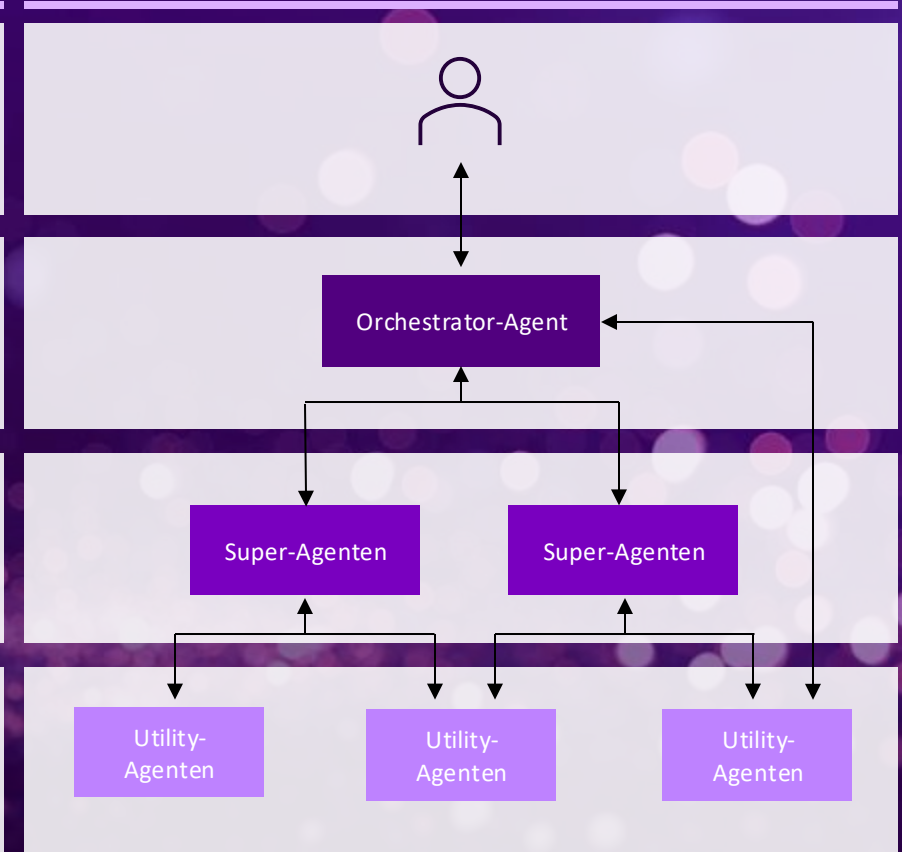 Orchestrator-Agent
Super-Agenten
Super-Agenten
Utility-
Agenten
Utility-
Agenten
Utility-
Agenten